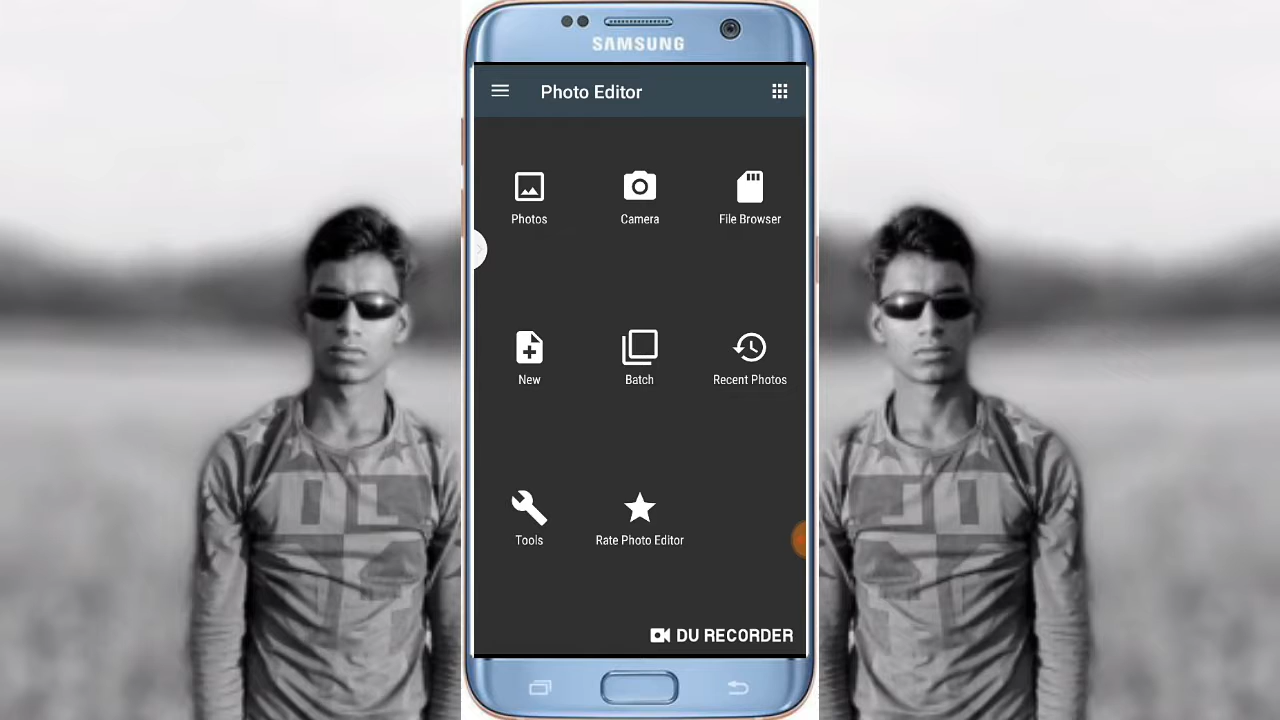 SAMSUNG
Photo Editor
Photos
Camera
File Browser
New
Batch
Recent Photos
Tools
Rate Photo Editor
DU RECORDER